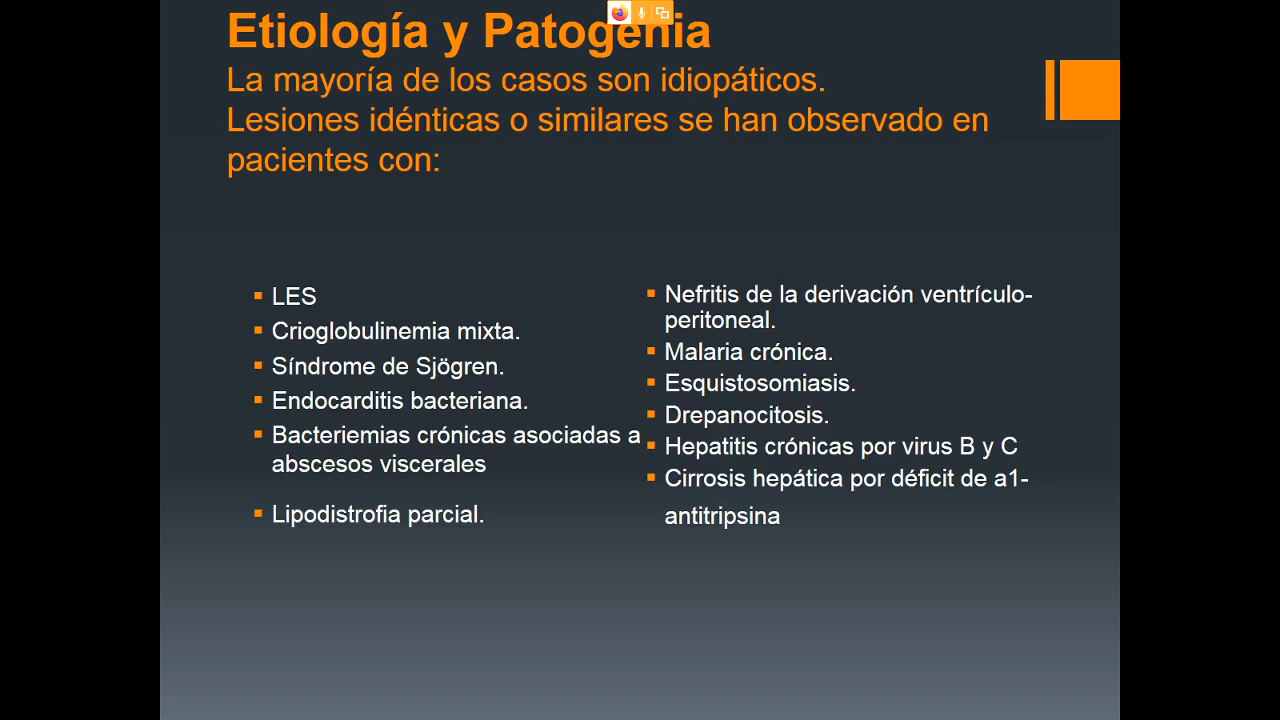 Etiología y Patogenia
La mayoría de los casos son idiopáticos.
Lesiones idénticas o similares se han observado en
pacientes con:
LES
Crioglobulinemia mixta.
Síndrome de Sjögren.
Endocarditis bacteriana.
Bacteriemias crónicas asociadas a
abscesos viscerales
Lipodistrofia parcial.
Nefritis de la derivación ventrículo-
peritoneal.
Malaria crónica.
Esquistosomiasis.
Drepanocitosis.
Hepatitis crónicas por virus B y C
Cirrosis hepática por déficit de a1-
antitripsina